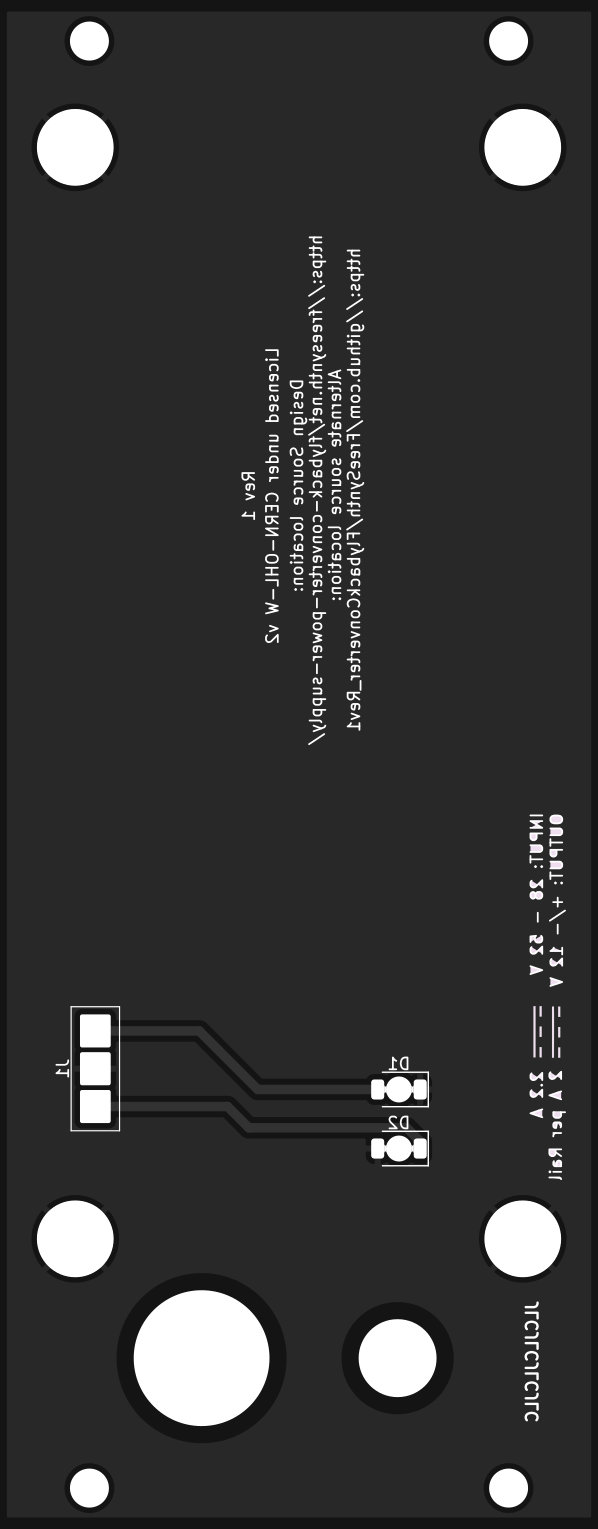 Rev 1
Licensed under CERN-OHL-W v2
Design Source location:
https://freesynth.net/flyback-converter-power-supply/
Alternate source location:
https://github.com/FreeSynth/FlybackConverter_Rev1
INPUT: 28 - 52 V ⎓ 2.2 A
OUTPUT: +/- 12 V ⎓ 2 A per Rail
J1
D1
D2
JLCJLCJLCJLC